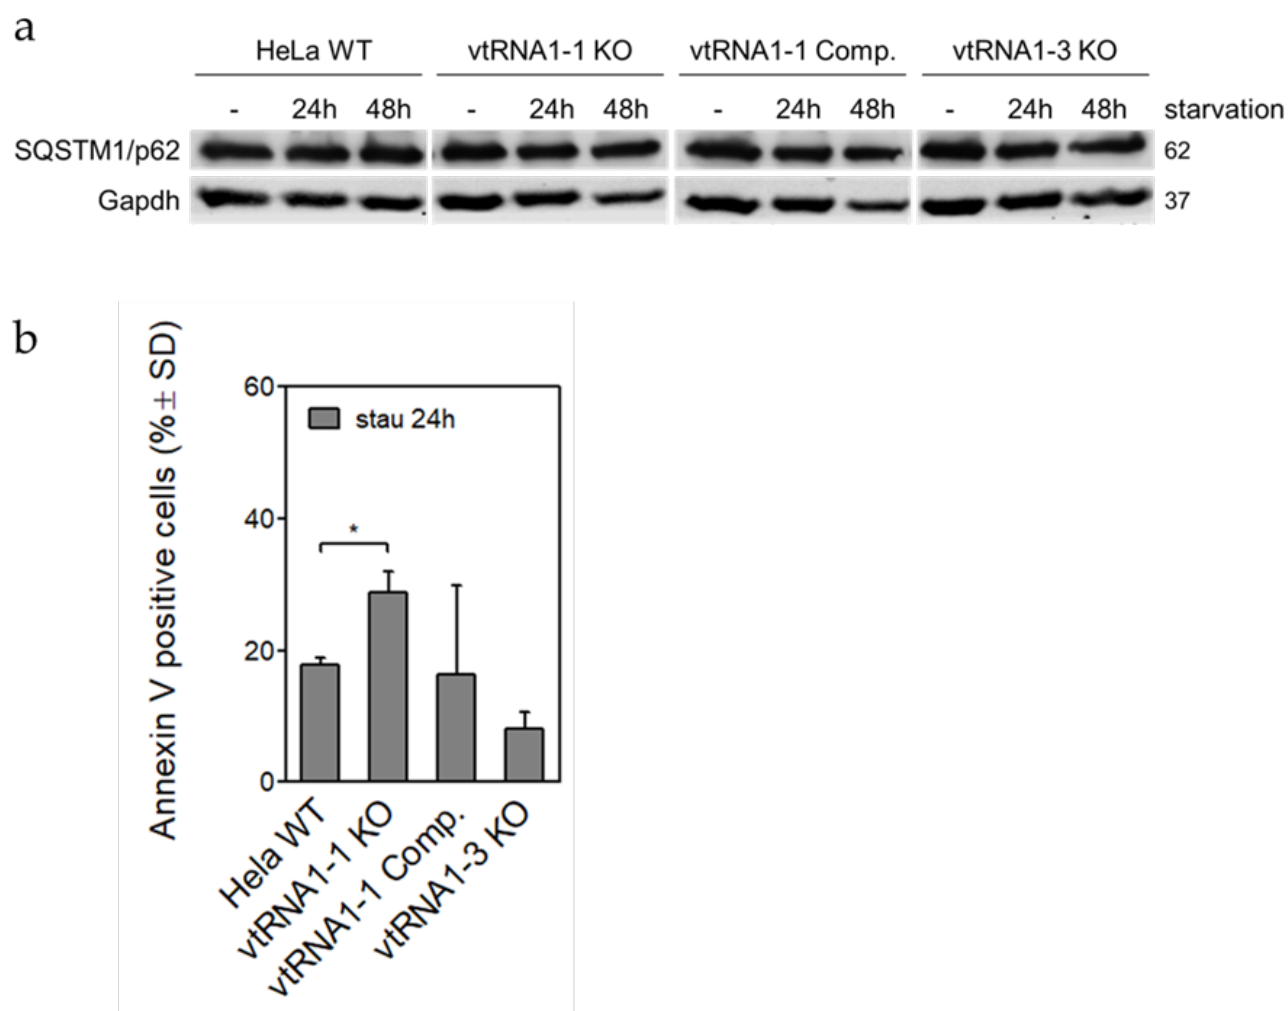 a
HeLa WT vtRNA1-1 KO vtRNA1-1 Comp. vtRNA1-3 KO
- 24h 48h - 24h 48h - 24h 48h - 24h 48h starvation
SQSTM1/p62 62
Gapdh 37
b
Annexin V positive cells (%± SD)
60
stau 24h
40
*
20
0
Hela WT
vtRNA1-1 KO
vtRNA1-1 Comp.
vtRNA1-3 KO